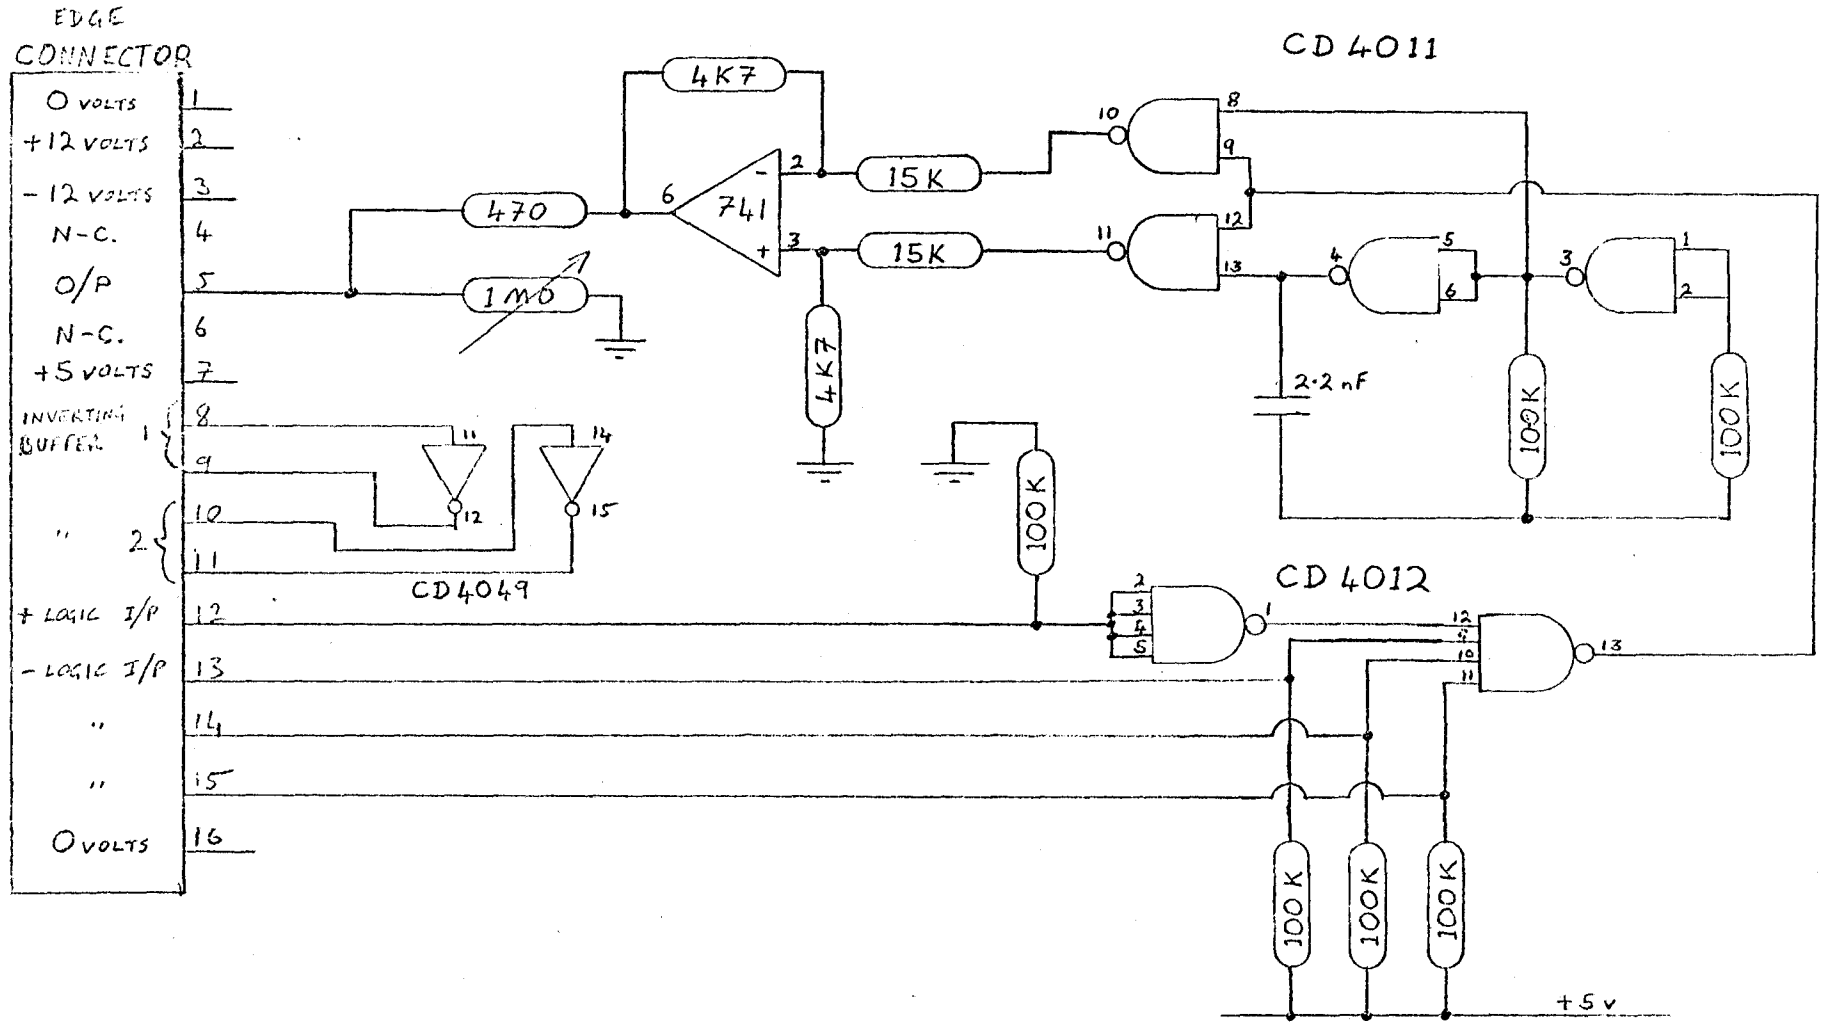 EDGE
CONNECTOR
0 VOLTS 1
+12 VOLTS 2
-12 VOLTS 3
N-C. 4
O/P 5
N-C. 6
+5 VOLTS 7
INVERTING
BUFFER 1 { 8
9
" 2 { 10
11
+ LOGIC I/P 12
- LOGIC I/P 13
" 14
" 15
0 VOLTS 16
4K7
470
1M0
6
741
-
+
2
3
15K
15K
4K7
CD 4011
10
8
9
11
12
13
4
5
6
3
1
2
2.2 nF
100K
100K
11
12
14
15
CD4049
100K
CD 4012
2
3
4
5
1
12
9
10
11
13
100K
100K
100K
+5 v